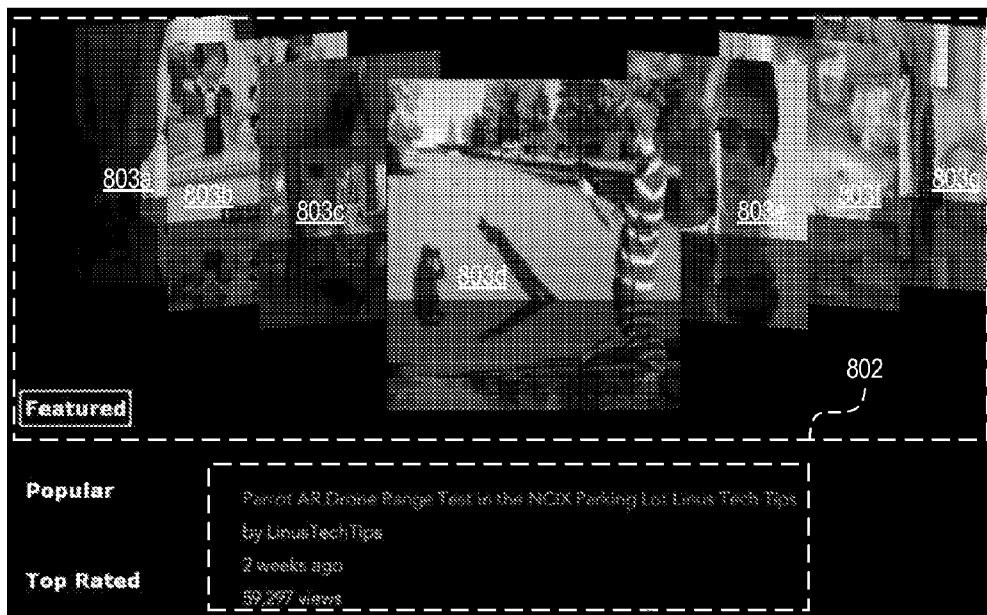 803a
803b
803c
803d
803e
803f
803g
802
Featured
Popular
Parrot AR.Drone Range Test in the NCIX Parking Lot Linus Tech Tips
by LinusTechTips
2 weeks ago
Top Rated
59,297 views